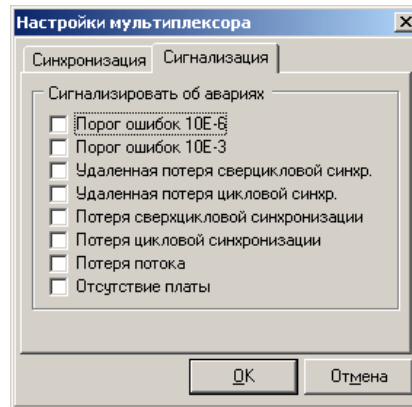 Настройки мультиплексора
Синхронизация Сигнализация
Сигнализировать об авариях
Порог ошибок 10E-6
Порог ошибок 10E-3
Удаленная потеря сверцикловой синхр.
Удаленная потеря цикловой синхр.
Потеря сверхцикловой синхронизации
Потеря цикловой синхронизации
Потеря потока
Отсутствие платы
OK Отмена